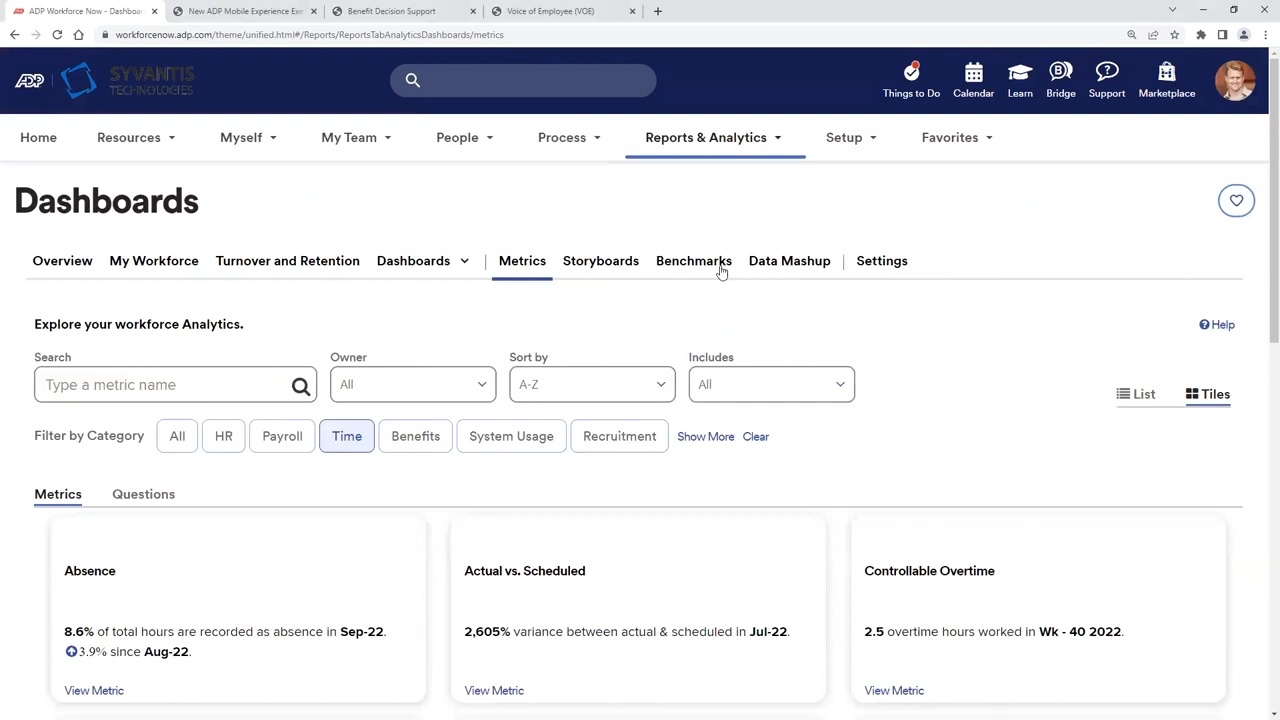 ADP Workforce Now - Dashboa
New ADP Mobile Experience Exe
Benefit Decision Support
Voice of Employee (VOE)
workforcenow.adp.com/theme/unified.html#/Reports/ReportsTabAnalyticsDashboards/metrics
ADP
SYVANTIS
TECHNOLOGIES
Things to Do
Calendar
Learn
Bridge
Support
Marketplace
Home
Resources
Myself
My Team
People
Process
Reports & Analytics
Setup
Favorites
Dashboards
Overview
My Workforce
Turnover and Retention
Dashboards
Metrics
Storyboards
Benchmarks
Data Mashup
Settings
Explore your workforce Analytics.
Help
Search
Owner
Sort by
Includes
Type a metric name
All
A-Z
All
List
Tiles
Filter by Category
All
HR
Payroll
Time
Benefits
System Usage
Recruitment
Show More
Clear
Metrics
Questions
Absence
8.6% of total hours are recorded as absence in Sep-22.
3.9% since Aug-22.
View Metric
Actual vs. Scheduled
2,605% variance between actual & scheduled in Jul-22.
View Metric
Controllable Overtime
2.5 overtime hours worked in Wk - 40 2022.
View Metric